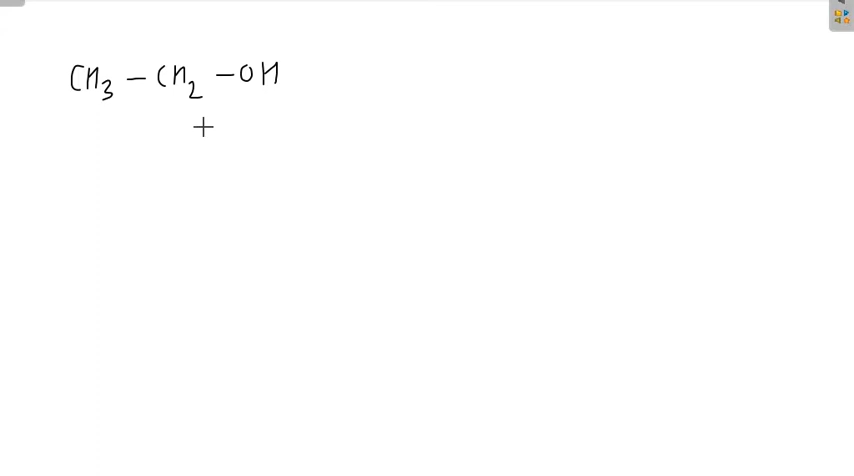 CH3 – CH2 – OH